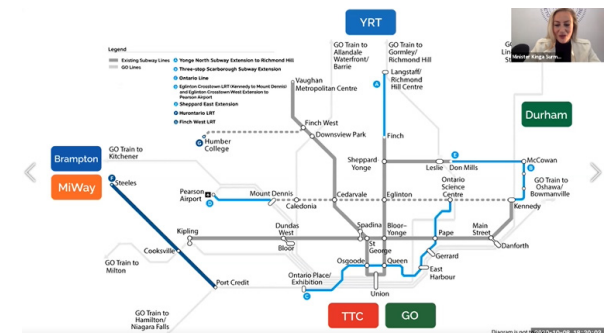 YRT
Legend
Existing Subway Lines
GO Lines
A Yonge North Subway Extension to Richmond Hill
B Three-stop Scarborough Subway Extension
C Ontario Line
D Eglinton Crosstown LRT (Kennedy to Mount Dennis)
and Eglinton Crosstown West Extension to
Pearson Airport
E Sheppard East Extension
F Hurontario LRT
G Finch West LRT
GO Train to
Allandale
Waterfront/
Barrie
GO Train to
Gormley/
Richmond Hill
Minister Kinga
Vaughan
Metropolitan Centre
Langstaff/
Richmond
Hill Centre
A
Durham
Finch West
Downsview Park
Finch
G
Humber
College
Brampton
MiWay
GO Train to
Kitchener
Sheppard
Yonge
Leslie
Don Mills
E
McCowan
B
F
Steeles
Pearson
Airport
D
Mount Dennis
Caledonia
Cedarvale
Eglinton
Ontario
Science
Centre
GO Train to
Oshawa/
Bowmanville
Kennedy
Kipling
Dundas
West
Bloor
Spadina
St
George
Bloor-
Yonge
Pape
Main
Street
Danforth
Cooksville
GO Train to
Milton
Port Credit
Ontario Place/
Exhibition
C
Osgoode
Queen
Gerrard
East
Harbour
Union
GO Train to
Hamilton/
Niagara Falls
TTC
GO
Diagram is not